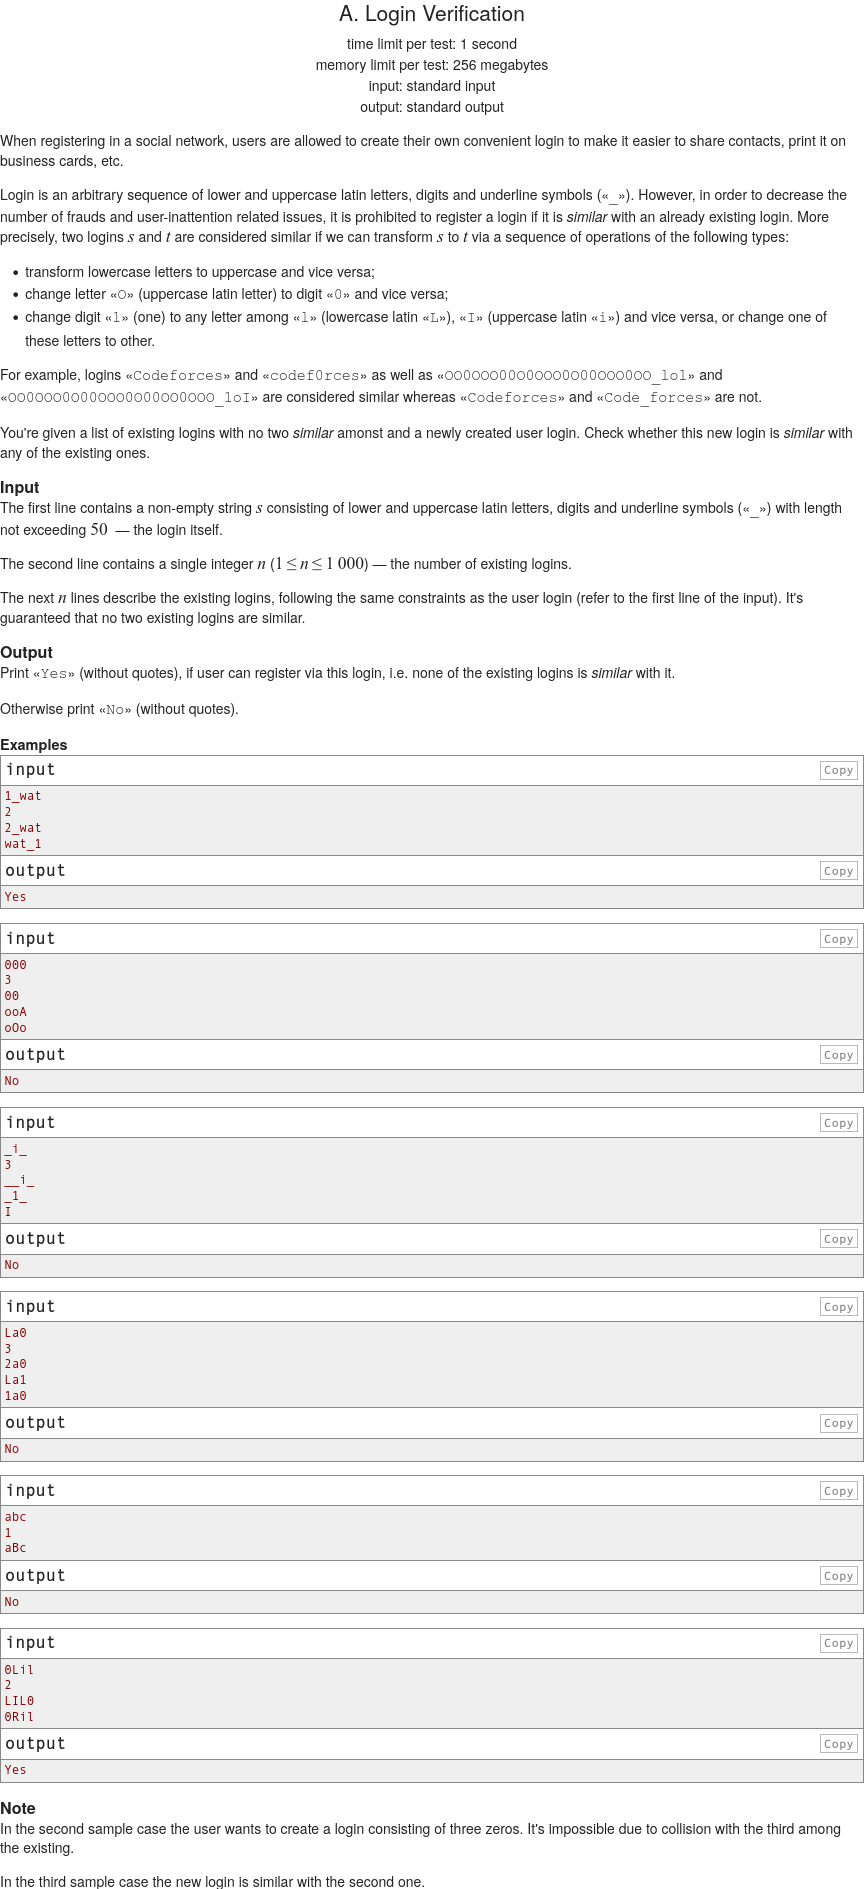 A. Login Verification
time limit per test: 1 second
memory limit per test: 256 megabytes
input: standard input
output: standard output
When registering in a social network, users are allowed to create their own convenient login to make it easier to share contacts, print it on
business cards, etc.
Login is an arbitrary sequence of lower and uppercase latin letters, digits and underline symbols («_»). However, in order to decrease the
number of frauds and user-inattention related issues, it is prohibited to register a login if it is similar with an already existing login. More
precisely, two logins s and t are considered similar if we can transform s to t via a sequence of operations of the following types:
• transform lowercase letters to uppercase and vice versa;
• change letter «O» (uppercase latin letter) to digit «0» and vice versa;
• change digit «1» (one) to any letter among «l» (lowercase latin «L»), «I» (uppercase latin «i») and vice versa, or change one of
these letters to other.
For example, logins «Codeforces» and «codef0rces» as well as «OO0OOO00O0OOO0O00OOO0OO_lol» and
«OO0OOO0O00OOO0O00OO0OOO_1oI» are considered similar whereas «Codeforces» and «Code_forces» are not.
You're given a list of existing logins with no two similar amonst and a newly created user login. Check whether this new login is similar with
any of the existing ones.
Input
The first line contains a non-empty string s consisting of lower and uppercase latin letters, digits and underline symbols («_») with length
not exceeding 50 — the login itself.
The second line contains a single integer n (1 ≤ n ≤ 1 000) — the number of existing logins.
The next n lines describe the existing logins, following the same constraints as the user login (refer to the first line of the input). It's
guaranteed that no two existing logins are similar.
Output
Print «Yes» (without quotes), if user can register via this login, i.e. none of the existing logins is similar with it.
Otherwise print «No» (without quotes).
Examples
input Copy
1_wat
2
2_wat
wat_1
output Copy
Yes
input Copy
000
3
00
ooA
oOo
output Copy
No
input Copy
_i_
3
__i_
_1_
I
output Copy
No
input Copy
La0
3
2a0
La1
1a0
output Copy
No
input Copy
abc
1
aBc
output Copy
No
input Copy
0Lil
2
LIL0
0Ril
output Copy
Yes
Note
In the second sample case the user wants to create a login consisting of three zeros. It's impossible due to collision with the third among
the existing.
In the third sample case the new login is similar with the second one.